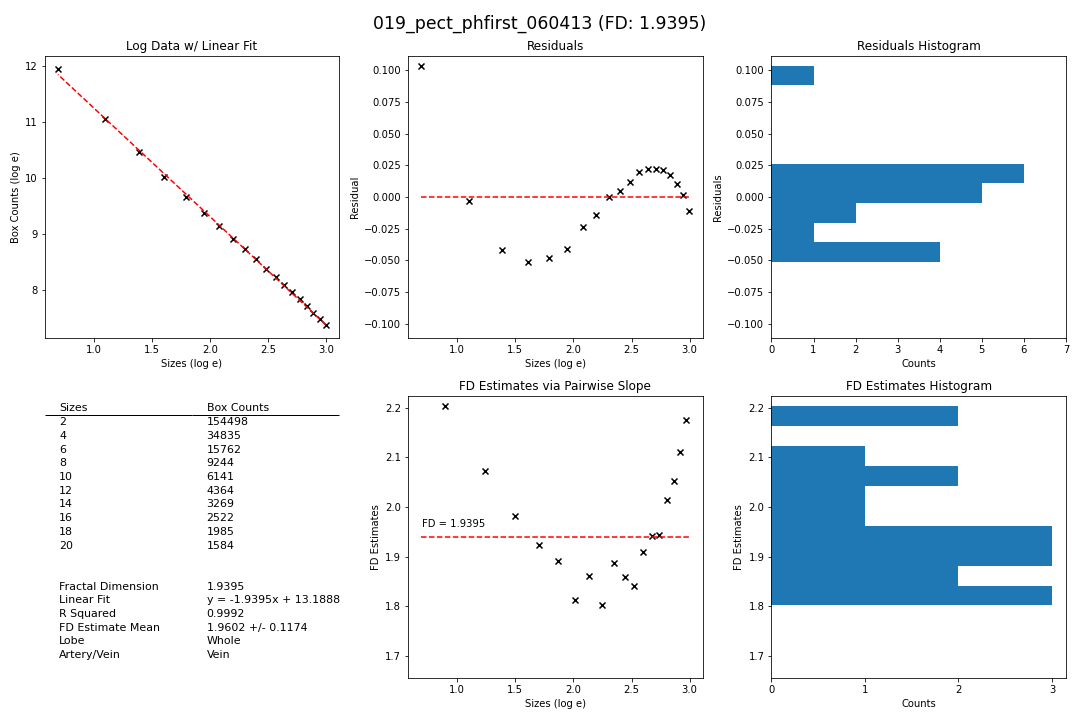 019_pect_phfirst_060413 (FD: 1.9395)
Log Data w/ Linear Fit
Box Counts (log e)
12
11
10
9
8
1.0 1.5 2.0 2.5 3.0
Sizes (log e)
Residuals
Residual
0.100
0.075
0.050
0.025
0.000
−0.025
−0.050
−0.075
−0.100
1.0 1.5 2.0 2.5 3.0
Sizes (log e)
Residuals Histogram
Residuals
0.100
0.075
0.050
0.025
0.000
−0.025
−0.050
−0.075
−0.100
0 1 2 3 4 5 6 7
Counts
Sizes Box Counts
2 154498
4 34835
6 15762
8 9244
10 6141
12 4364
14 3269
16 2522
18 1985
20 1584
Fractal Dimension 1.9395
Linear Fit y = -1.9395x + 13.1888
R Squared 0.9992
FD Estimate Mean 1.9602 +/- 0.1174
Lobe Whole
Artery/Vein Vein
FD Estimates via Pairwise Slope
FD Estimates
2.2
2.1
2.0
1.9
1.8
1.7
FD = 1.9395
1.0 1.5 2.0 2.5 3.0
Sizes (log e)
FD Estimates Histogram
FD Estimates
2.2
2.1
2.0
1.9
1.8
1.7
0 1 2 3
Counts